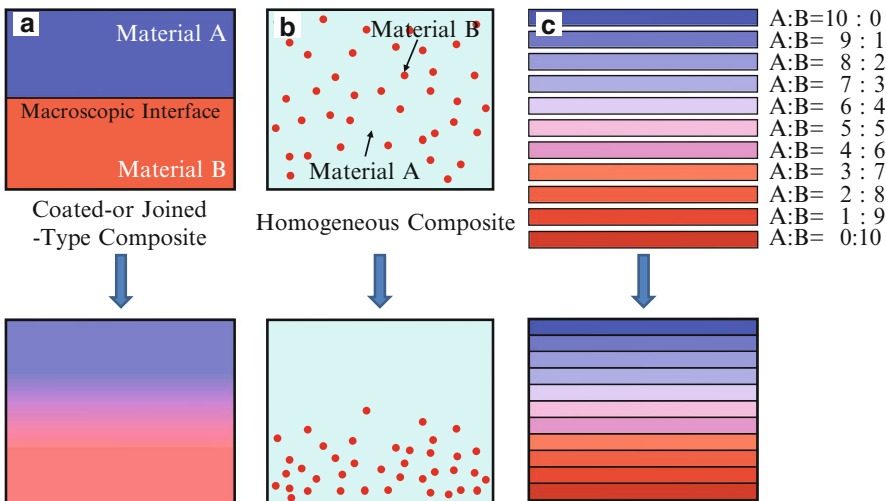 a
Material A
Macroscopic Interface
Material B
Coated-or Joined
-Type Composite
b
Material B
Material A
Homogeneous Composite
c
A:B=10 : 0
A:B= 9 : 1
A:B= 8 : 2
A:B= 7 : 3
A:B= 6 : 4
A:B= 5 : 5
A:B= 4 : 6
A:B= 3 : 7
A:B= 2 : 8
A:B= 1 : 9
A:B= 0:10